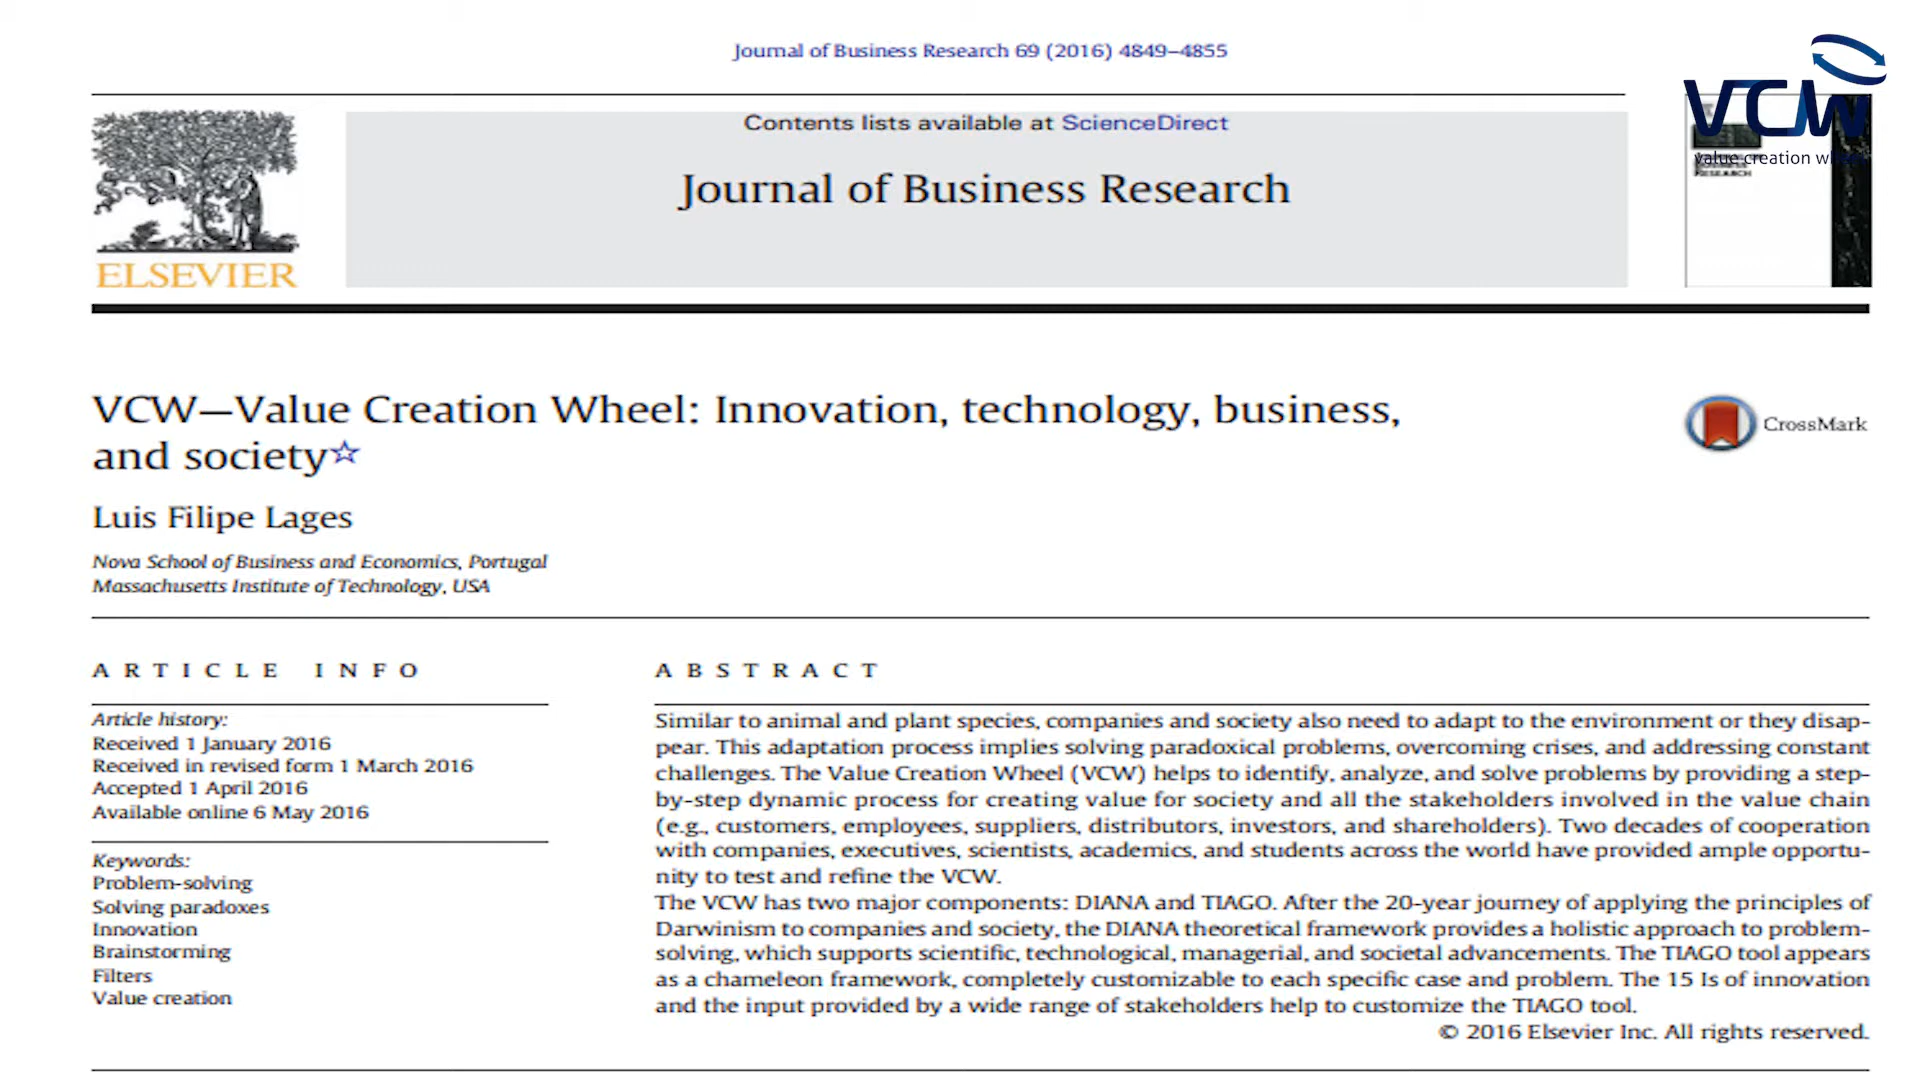 Journal of Business Research 69 (2016) 4849–4855
VCW
value creation
Contents lists available at ScienceDirect
Journal of Business Research
ELSEVIER
RESEARCH
VCW—Value Creation Wheel: Innovation, technology, business,
and society☆
CrossMark
Luis Filipe Lages
Nova School of Business and Economics, Portugal
Massachusetts Institute of Technology, USA
ARTICLE INFO
Article history:
Received 1 January 2016
Received in revised form 1 March 2016
Accepted 1 April 2016
Available online 6 May 2016
Keywords:
Problem-solving
Solving paradoxes
Innovation
Brainstorming
Filters
Value creation
ABSTRACT
Similar to animal and plant species, companies and society also need to adapt to the environment or they disap-
pear. This adaptation process implies solving paradoxical problems, overcoming crises, and addressing constant
challenges. The Value Creation Wheel (VCW) helps to identify, analyze, and solve problems by providing a step-
by-step dynamic process for creating value for society and all the stakeholders involved in the value chain
(e.g., customers, employees, suppliers, distributors, investors, and shareholders). Two decades of cooperation
with companies, executives, scientists, academics, and students across the world have provided ample opportu-
nity to test and refine the VCW.
The VCW has two major components: DIANA and TIAGO. After the 20-year journey of applying the principles of
Darwinism to companies and society, the DIANA theoretical framework provides a holistic approach to problem-
solving, which supports scientific, technological, managerial, and societal advancements. The TIAGO tool appears
as a chameleon framework, completely customizable to each specific case and problem. The 15 Is of innovation
and the input provided by a wide range of stakeholders help to customize the TIAGO tool.
© 2016 Elsevier Inc. All rights reserved.